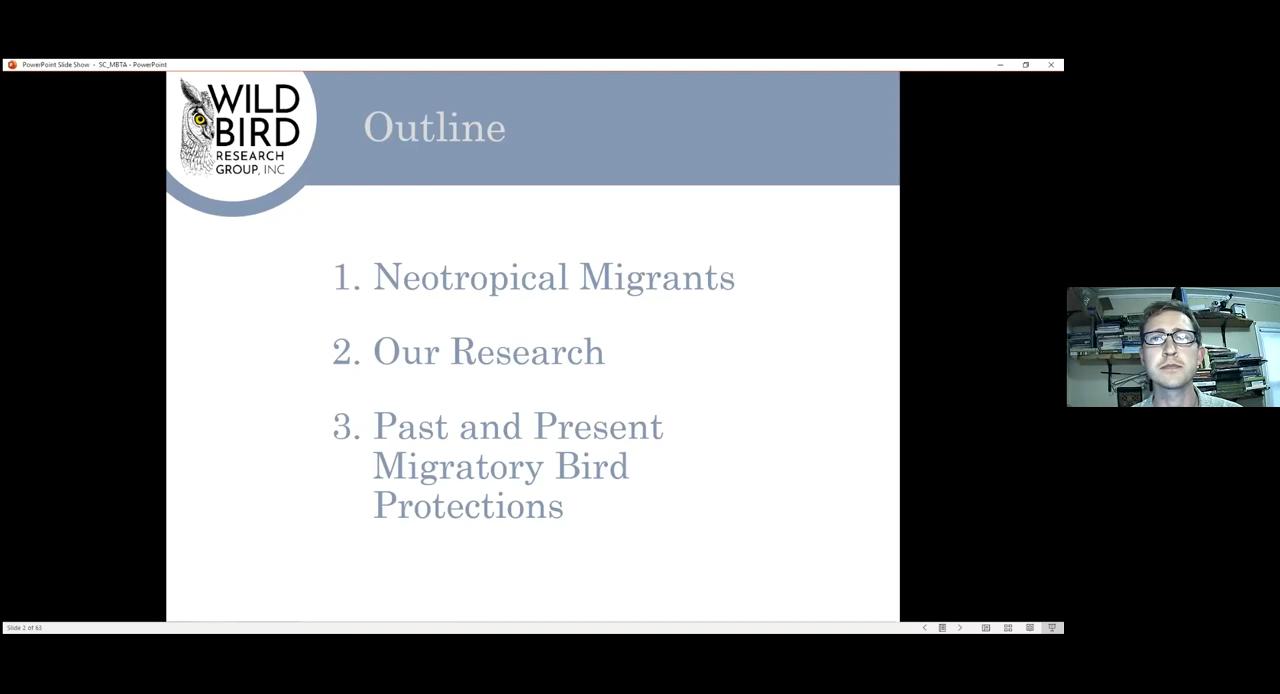 PowerPoint Slide Show - SC_MBTA - PowerPoint
WILD
BIRD
RESEARCH
GROUP, INC
Outline
1. Neotropical Migrants
2. Our Research
3. Past and Present
Migratory Bird
Protections
Slide 2 of 63